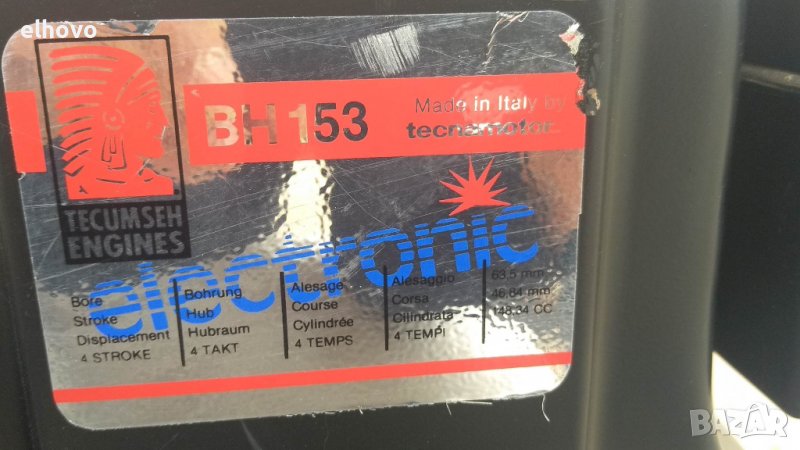 elhovo
BH 153
Made in Italy by
tecnamotor
TECUMSEH
ENGINES
electronic
Bore
Stroke
Displacement
4 STROKE
Bohrung
Hub
Hubraum
4 TAKT
Alesage
Course
Cylindrée
4 TEMPS
Alesaggio
Corsa
Cilindrata
4 TEMPI
63,5 mm
46,84 mm
148,34 CC
BAZAR